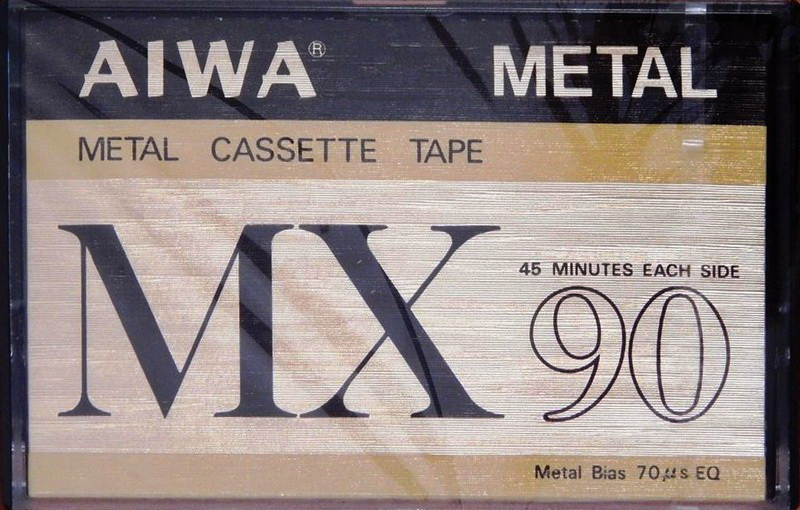 AIWA® METAL
METAL CASSETTE TAPE
MX
45 MINUTES EACH SIDE
90
Metal Bias 70μs EQ